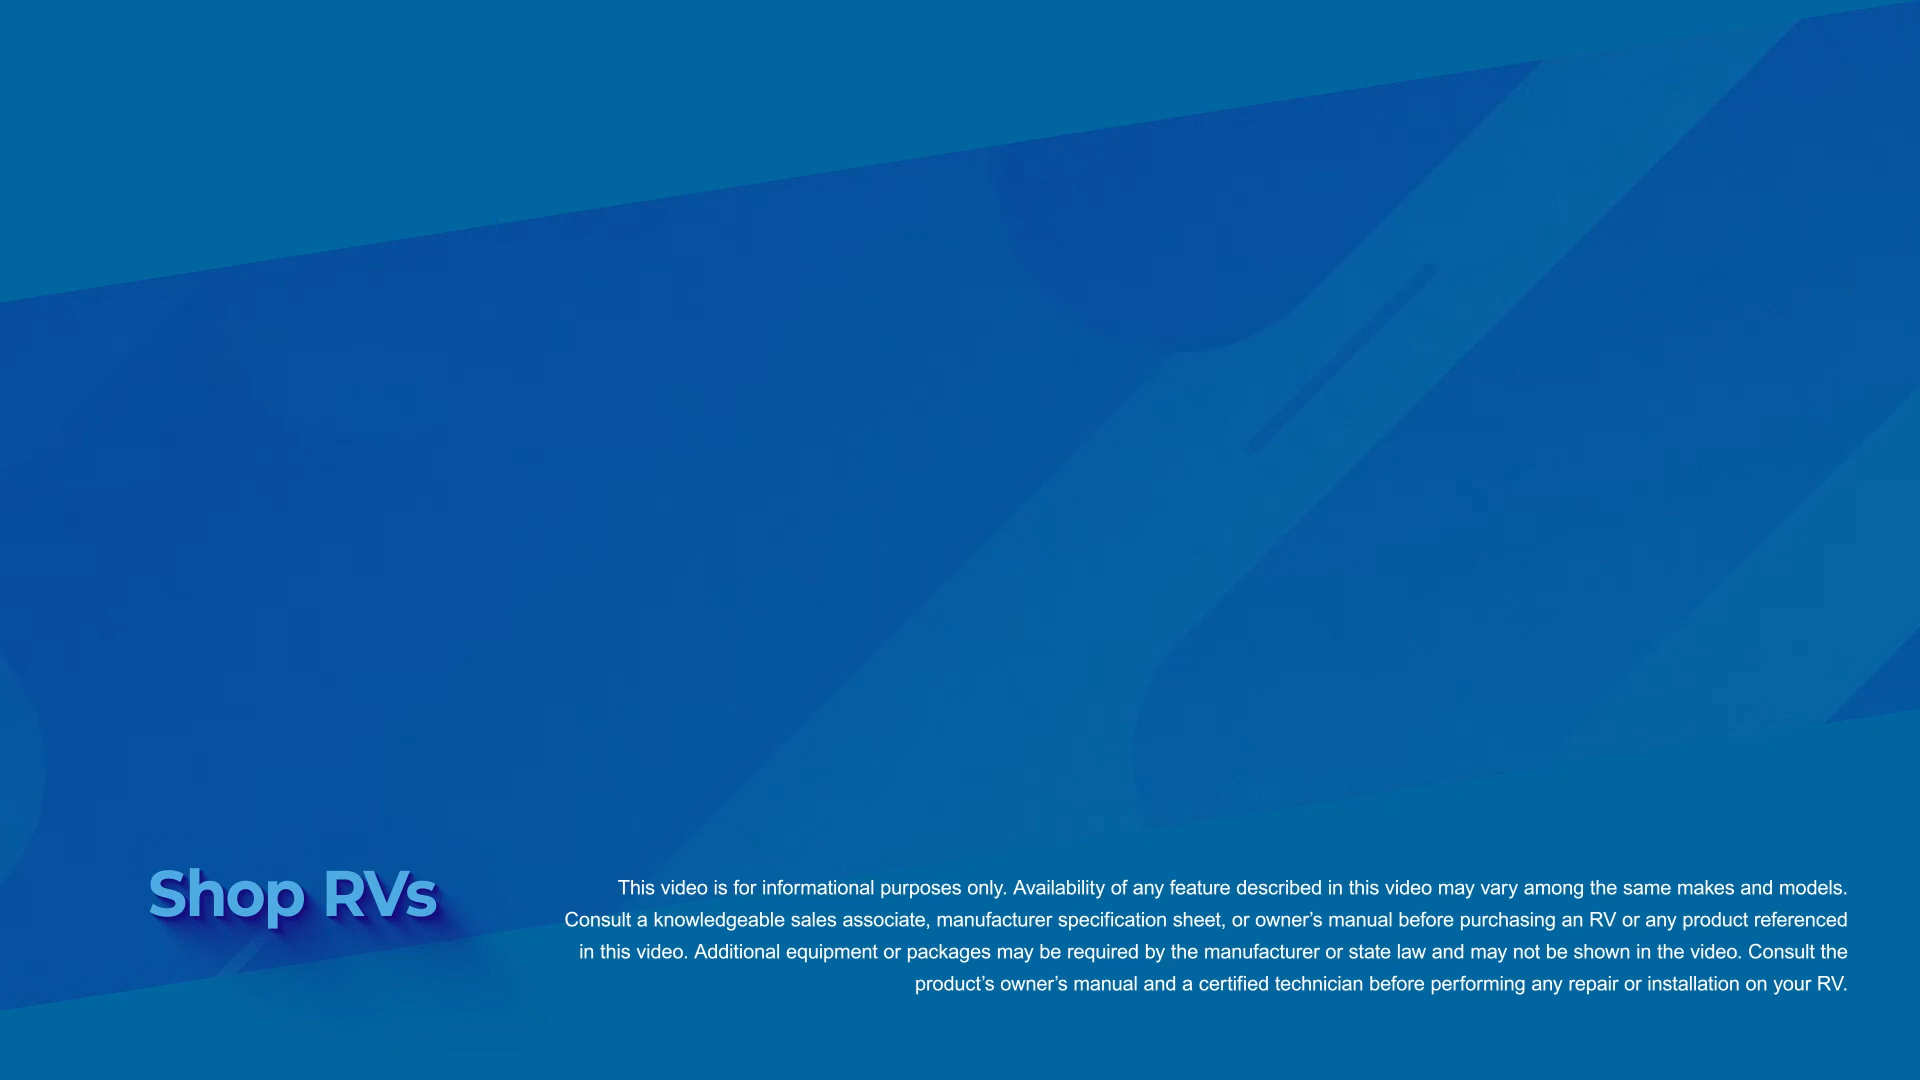 Shop RVs
This video is for informational purposes only. Availability of any feature described in this video may vary among the same makes and models.
Consult a knowledgeable sales associate, manufacturer specification sheet, or owner’s manual before purchasing an RV or any product referenced
in this video. Additional equipment or packages may be required by the manufacturer or state law and may not be shown in the video. Consult the
product’s owner’s manual and a certified technician before performing any repair or installation on your RV.